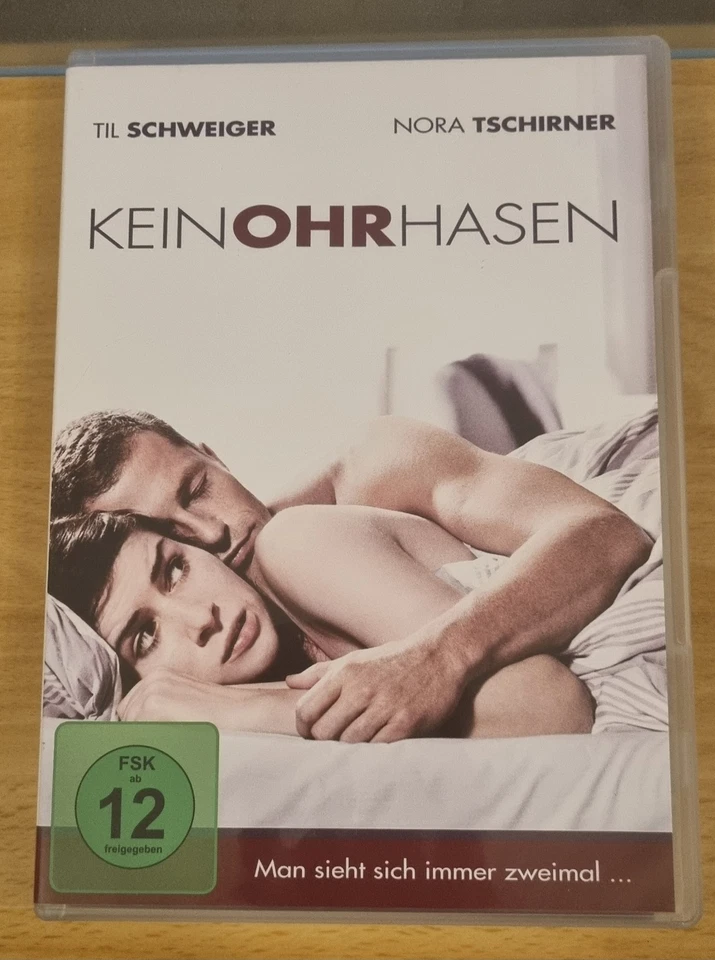 TIL SCHWEIGER
NORA TSCHIRNER
KEINOHRHASEN
FSK
ab
12
freigegeben
Man sieht sich immer zweimal ...